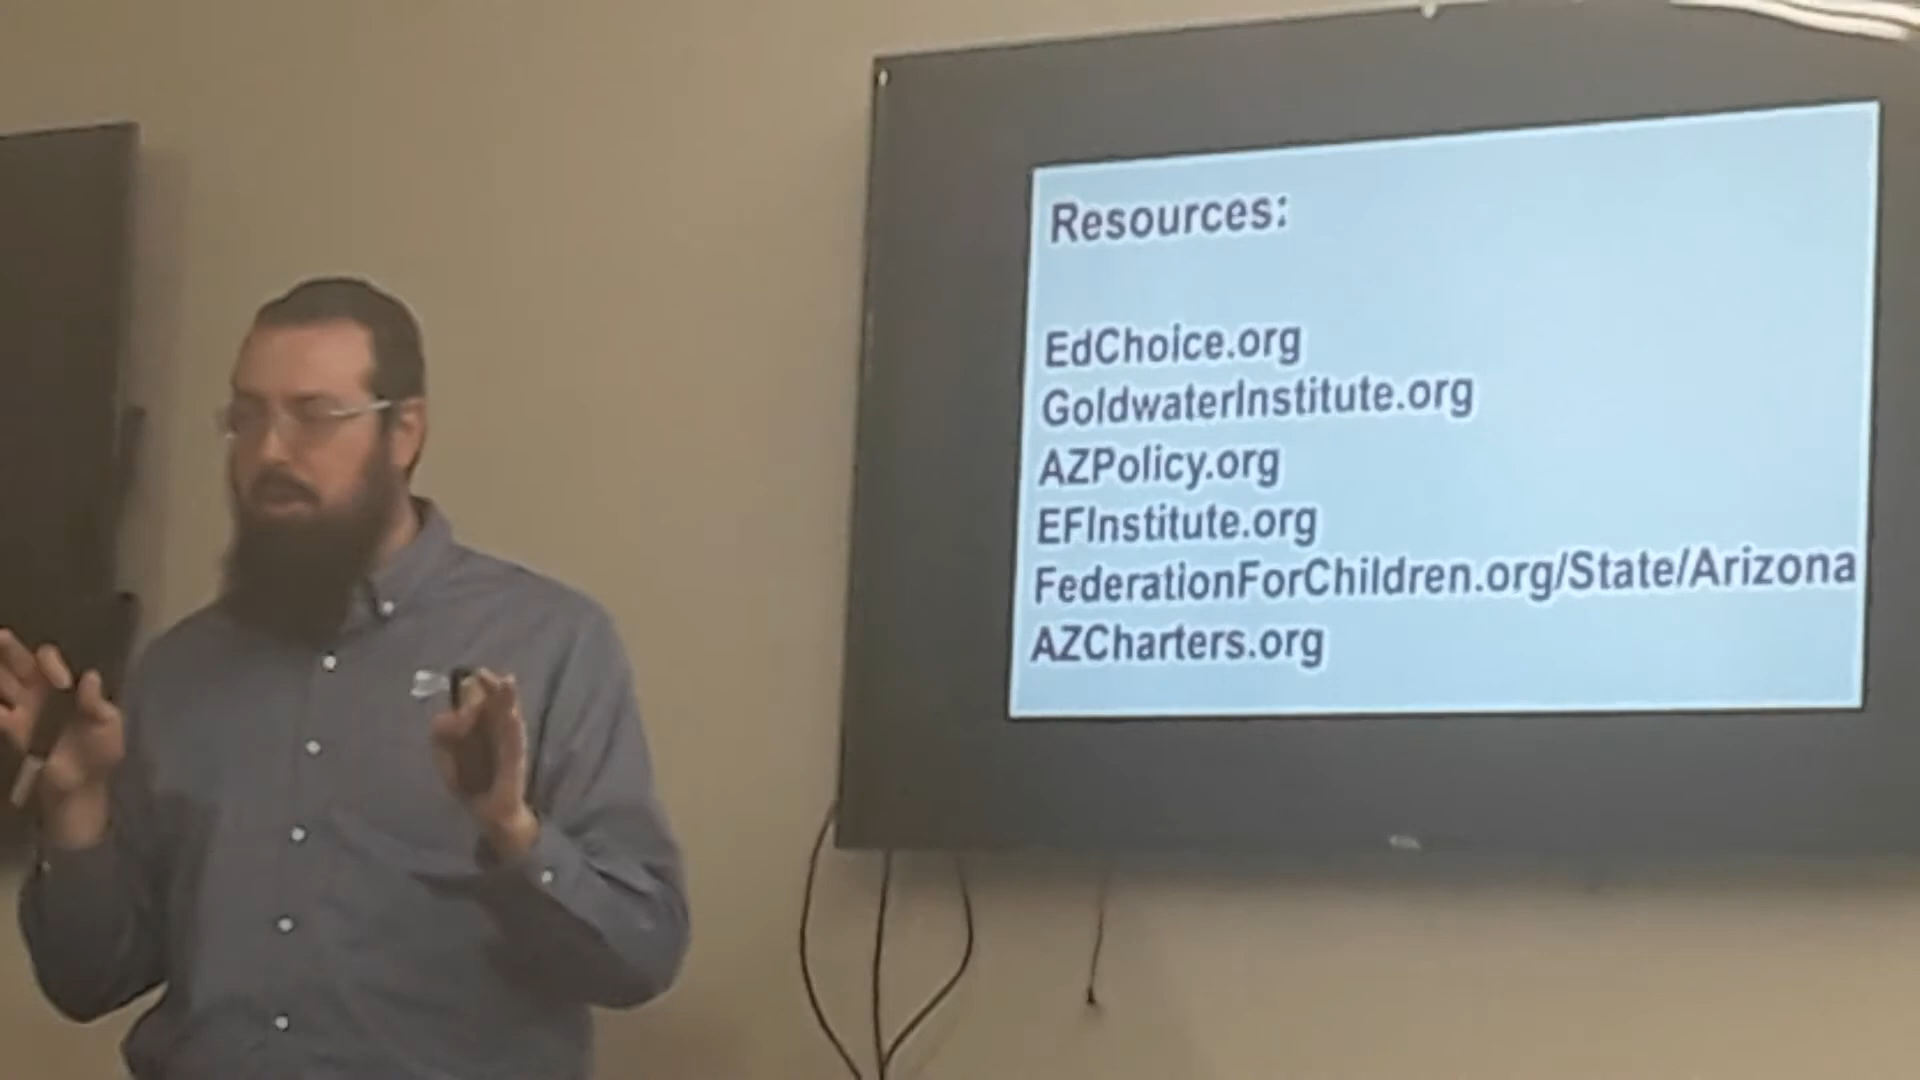 Resources:
EdChoice.org
GoldwaterInstitute.org
AZPolicy.org
EFInstitute.org
FederationForChildren.org/State/Arizona
AZCharters.org